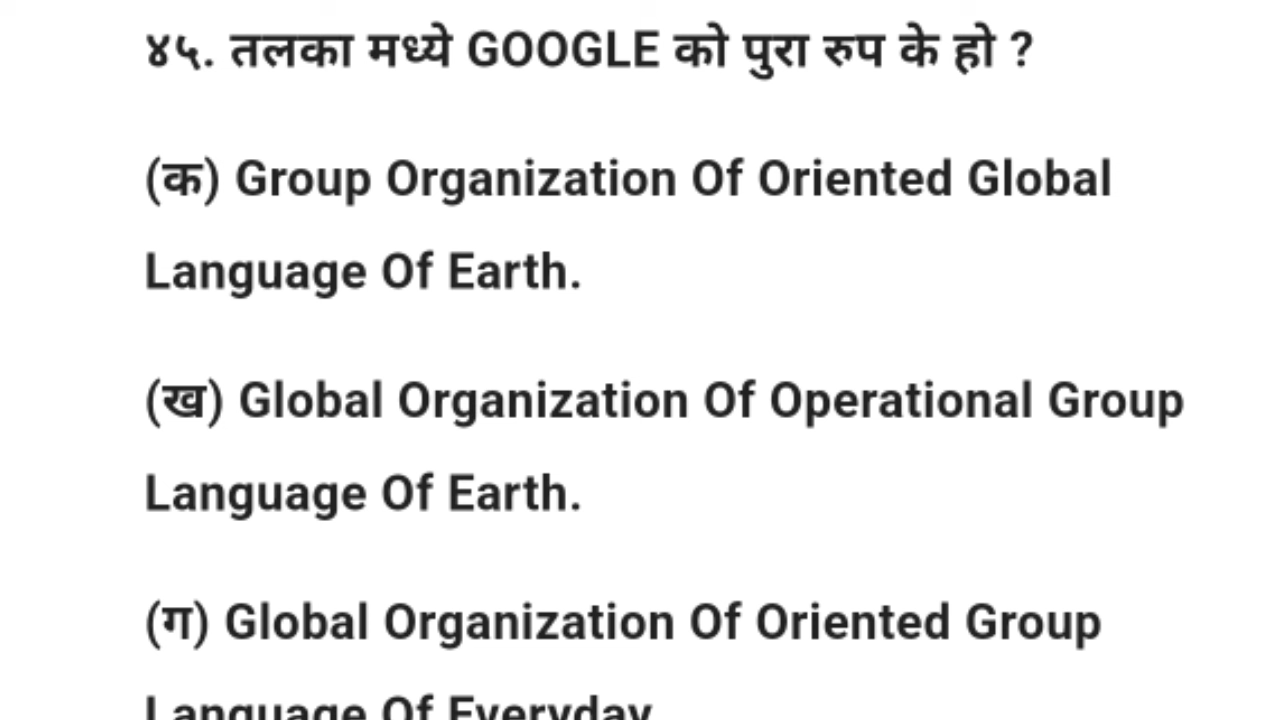 ४५. तलका मध्ये GOOGLE को पुरा रुप के हो ?
(क) Group Organization Of Oriented Global
Language Of Earth.
(ख) Global Organization Of Operational Group
Language Of Earth.
(ग) Global Organization Of Oriented Group
Language Of Everyday